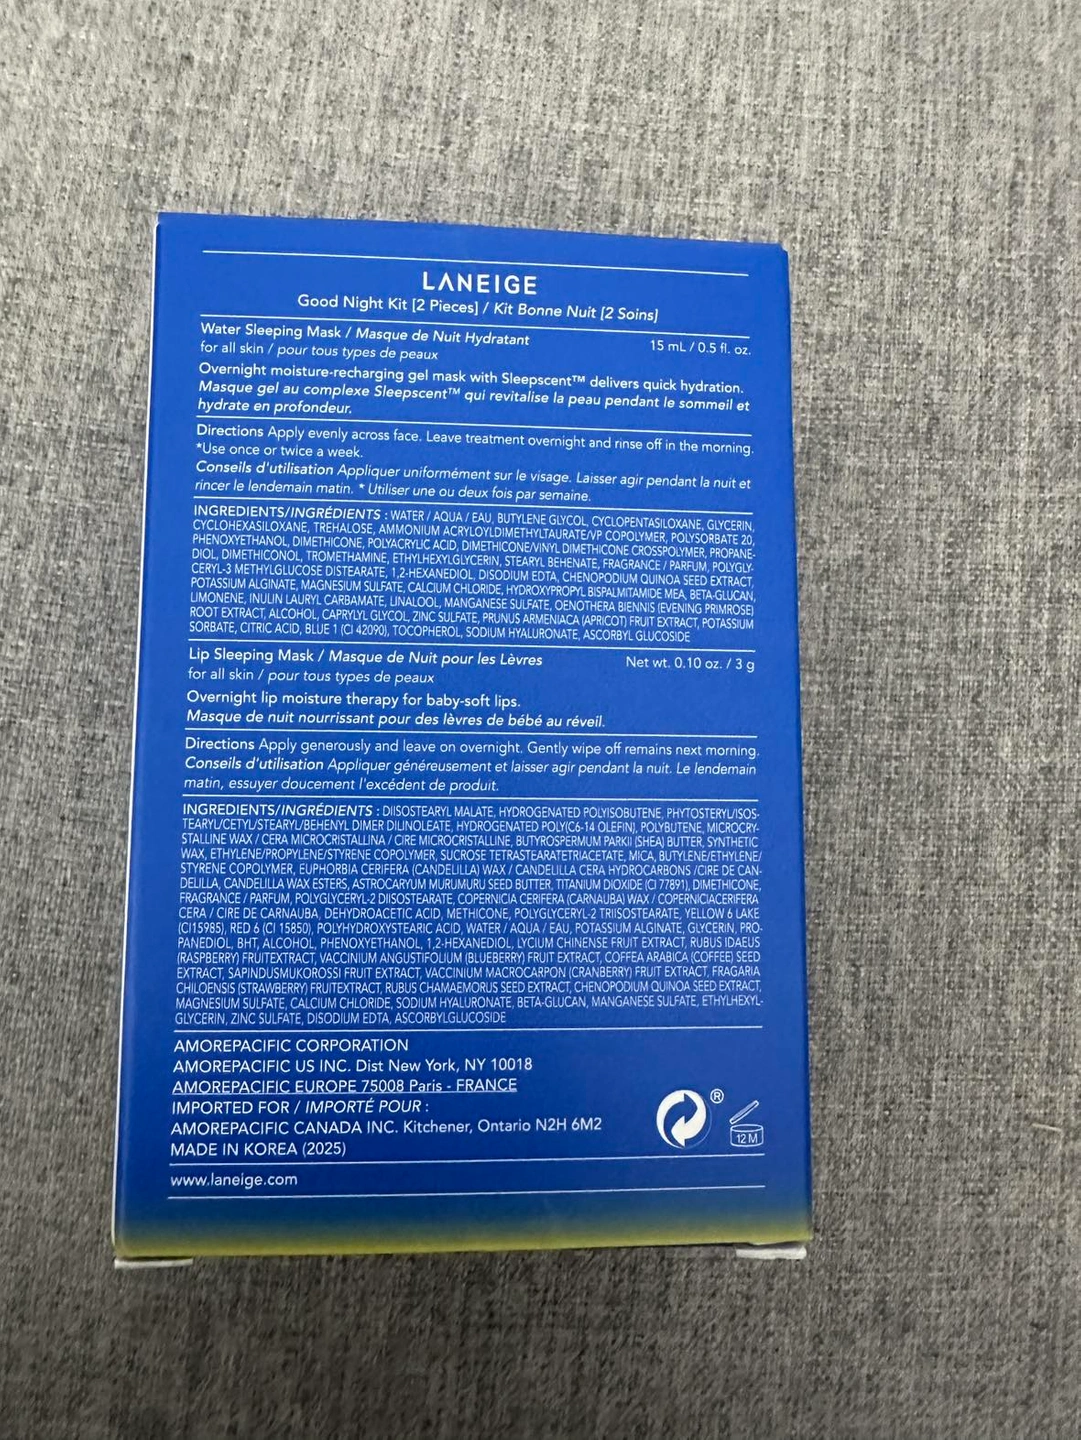 LANEIGE
Good Night Kit [2 Pieces] / Kit Bonne Nuit [2 Soins]
Water Sleeping Mask / Masque de Nuit Hydratant
15 mL / 0.5 fl. oz.
for all skin / pour tous types de peaux
Overnight moisture-recharging gel mask with Sleepscent™ delivers quick hydration.
Masque gel au complexe Sleepscent™ qui revitalise la peau pendant le sommeil et
hydrate en profondeur.
Directions Apply evenly across face. Leave treatment overnight and rinse off in the morning.
*Use once or twice a week.
Conseils d'utilisation Appliquer uniformément sur le visage. Laisser agir pendant la nuit et
rincer le lendemain matin. * Utiliser une ou deux fois par semaine.
INGREDIENTS/INGRÉDIENTS : WATER / AQUA / EAU, BUTYLENE GLYCOL, CYCLOPENTASILOXANE, GLYCERIN,
CYCLOHEXASILOXANE, TREHALOSE, AMMONIUM ACRYLOYLDIMETHYLTAURATE/VP COPOLYMER, POLYSORBATE 20,
PHENOXYETHANOL, DIMETHICONE, POLYACRYLIC ACID, DIMETHICONE/VINYL DIMETHICONE CROSSPOLYMER, PROPANE-
DIOL, DIMETHICONOL, TROMETHAMINE, ETHYLHEXYLGLYCERIN, STEARYL BEHENATE, FRAGRANCE / PARFUM, POLYGLY-
CERYL-3 METHYLGLUCOSE DISTEARATE, 1,2-HEXANEDIOL, DISODIUM EDTA, CHENOPODIUM QUINOA SEED EXTRACT,
POTASSIUM ALGINATE, MAGNESIUM SULFATE, CALCIUM CHLORIDE, HYDROXYPROPYL BISPALMITAMIDE MEA, BETA-GLUCAN,
LIMONENE, INULIN LAURYL CARBAMATE, LINALOOL, MANGANESE SULFATE, OENOTHERA BIENNIS (EVENING PRIMROSE)
ROOT EXTRACT, ALCOHOL, CAPRYLYL GLYCOL, ZINC SULFATE, PRUNUS ARMENIACA (APRICOT) FRUIT EXTRACT, POTASSIUM
SORBATE, CITRIC ACID, BLUE 1 (CI 42090), TOCOPHEROL, SODIUM HYALURONATE, ASCORBYL GLUCOSIDE
Lip Sleeping Mask / Masque de Nuit pour les Lèvres
Net wt. 0.10 oz. / 3 g
for all skin / pour tous types de peaux
Overnight lip moisture therapy for baby-soft lips.
Masque de nuit nourrissant pour des lèvres de bébé au réveil.
Directions Apply generously and leave on overnight. Gently wipe off remains next morning.
Conseils d'utilisation Appliquer généreusement et laisser agir pendant la nuit. Le lendemain
matin, essuyer doucement l'excédent de produit.
INGREDIENTS/INGRÉDIENTS : DIISOSTEARYL MALATE, HYDROGENATED POLYISOBUTENE, PHYTOSTERYL/ISOS-
TEARYL/CETYL/STEARYL/BEHENYL DIMER DILINOLEATE, HYDROGENATED POLY(C6-14 OLEFIN), POLYBUTENE, MICROCRY-
STALLINE WAX / CERA MICROCRISTALLINA / CIRE MICROCRISTALLINE, BUTYROSPERMUM PARKII (SHEA) BUTTER, SYNTHETIC
WAX, ETHYLENE/PROPYLENE/STYRENE COPOLYMER, SUCROSE TETRASTEARATETRIACETATE, MICA, BUTYLENE/ETHYLENE/
STYRENE COPOLYMER, EUPHORBIA CERIFERA (CANDELILLA) WAX / CANDELILLA CERA HYDROCARBONS /CIRE DE CAN-
DELILLA, CANDELILLA WAX ESTERS, ASTROCARYUM MURUMURU SEED BUTTER, TITANIUM DIOXIDE (CI 77891), DIMETHICONE,
FRAGRANCE / PARFUM, POLYGLYCERYL-2 DIISOSTEARATE, COPERNICIA CERIFERA (CARNAUBA) WAX / COPERNICIACERIFERA
CERA / CIRE DE CARNAUBA, DEHYDROACETIC ACID, METHICONE, POLYGLYCERYL-2 TRIISOSTEARATE, YELLOW 6 LAKE
(CI15985), RED 6 (CI 15850), POLYHYDROXYSTEARIC ACID, WATER / AQUA / EAU, POTASSIUM ALGINATE, GLYCERIN, PRO-
PANEDIOL, BHT, ALCOHOL, PHENOXYETHANOL, 1,2-HEXANEDIOL, LYCIUM CHINENSE FRUIT EXTRACT, RUBUS IDAEUS
(RASPBERRY) FRUITEXTRACT, VACCINIUM ANGUSTIFOLIUM (BLUEBERRY) FRUIT EXTRACT, COFFEA ARABICA (COFFEE) SEED
EXTRACT, SAPINDUSMUKOROSSI FRUIT EXTRACT, VACCINIUM MACROCARPON (CRANBERRY) FRUIT EXTRACT, FRAGARIA
CHILOENSIS (STRAWBERRY) FRUITEXTRACT, RUBUS CHAMAEMORUS SEED EXTRACT, CHENOPODIUM QUINOA SEED EXTRACT,
MAGNESIUM SULFATE, CALCIUM CHLORIDE, SODIUM HYALURONATE, BETA-GLUCAN, MANGANESE SULFATE, ETHYLHEXYL-
GLYCERIN, ZINC SULFATE, DISODIUM EDTA, ASCORBYLGLUCOSIDE
AMOREPACIFIC CORPORATION
AMOREPACIFIC US INC. Dist New York, NY 10018
AMOREPACIFIC EUROPE 75008 Paris - FRANCE
IMPORTED FOR / IMPORTÉ POUR :
AMOREPACIFIC CANADA INC. Kitchener, Ontario N2H 6M2
MADE IN KOREA (2025)
®
12 M
www.laneige.com